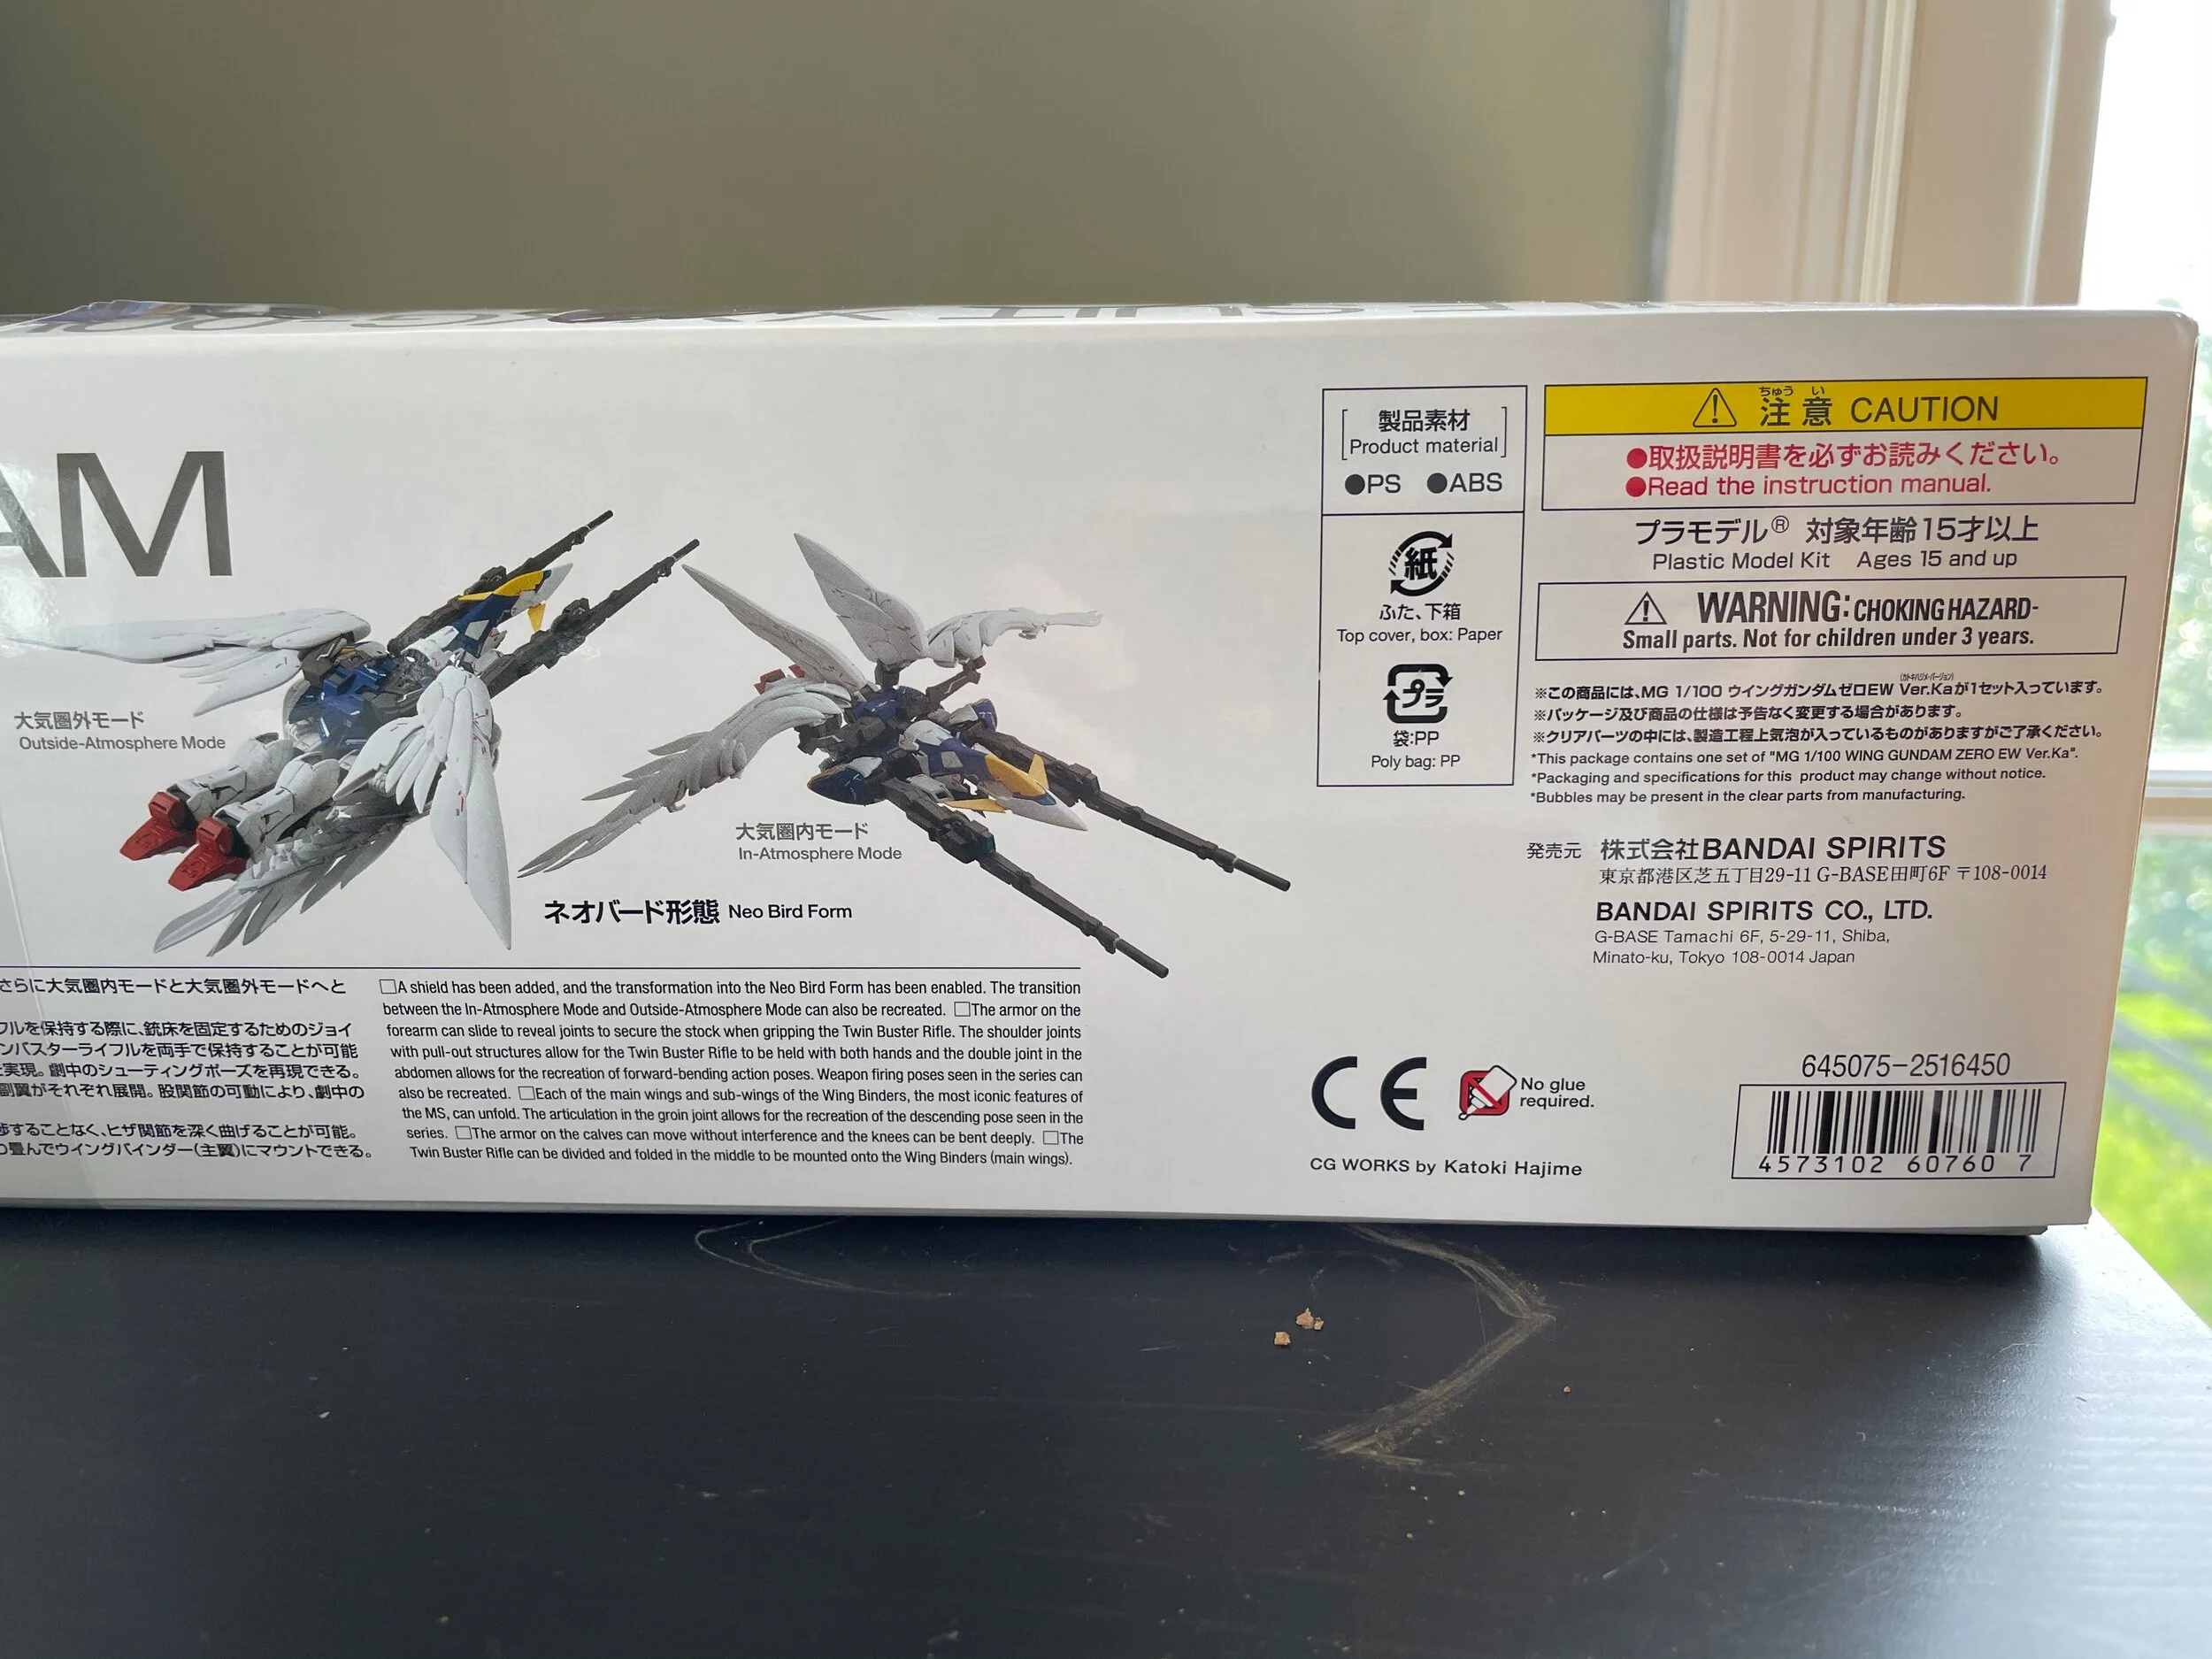 AM
大気圏外モード
Outside-Atmosphere Mode
大気圏内モード
In-Atmosphere Mode
ネオバード形態 Neo Bird Form
さらに大気圏内モードと大気圏外モードへと
フルを保持する際に、銃床を固定するためのジョイ
ンバスターライフルを両手で保持することが可能
実現。劇中のシューティングポーズを再現できる。
副翼がそれぞれ展開。股関節の可動により、劇中の
することなく、ヒザ関節を深く曲げることが可能。
畳んでウイングバインダー(主翼)にマウントできる。
□A shield has been added, and the transformation into the Neo Bird Form has been enabled. The transition
between the In-Atmosphere Mode and Outside-Atmosphere Mode can also be recreated. □The armor on the
forearm can slide to reveal joints to secure the stock when gripping the Twin Buster Rifle. The shoulder joints
with pull-out structures allow for the Twin Buster Rifle to be held with both hands and the double joint in the
abdomen allows for the recreation of forward-bending action poses. Weapon firing poses seen in the series can
also be recreated. □Each of the main wings and sub-wings of the Wing Binders, the most iconic features of
the MS, can unfold. The articulation in the groin joint allows for the recreation of the descending pose seen in the
series. □The armor on the calves can move without interference and the knees can be bent deeply. □The
Twin Buster Rifle can be divided and folded in the middle to be mounted onto the Wing Binders (main wings).
製品素材
[Product material]
●PS ●ABS
紙
ふた、下箱
Top cover, box: Paper
プラ
袋:PP
Poly bag: PP
ちゅう い
注意 CAUTION
●取扱説明書を必ずお読みください。
●Read the instruction manual.
プラモデル® 対象年齢15才以上
Plastic Model Kit Ages 15 and up
WARNING: CHOKING HAZARD-
Small parts. Not for children under 3 years.
(カトキハジメ・バージョン)
※この商品には、MG 1/100 ウイングガンダムゼロEW Ver.Kaが1セット入っています。
※パッケージ及び商品の仕様は予告なく変更する場合があります。
※クリアパーツの中には、製造工程上気泡が入っているものがありますがご了承ください。
*This package contains one set of "MG 1/100 WING GUNDAM ZERO EW Ver.Ka".
*Packaging and specifications for this product may change without notice.
*Bubbles may be present in the clear parts from manufacturing.
発売元 株式会社BANDAI SPIRITS
東京都港区芝五丁目29-11 G-BASE田町6F 〒108-0014
BANDAI SPIRITS CO., LTD.
G-BASE Tamachi 6F, 5-29-11, Shiba,
Minato-ku, Tokyo 108-0014 Japan
CE
No glue
required.
CG WORKS by Katoki Hajime
645075-2516450
4573102 60760 7